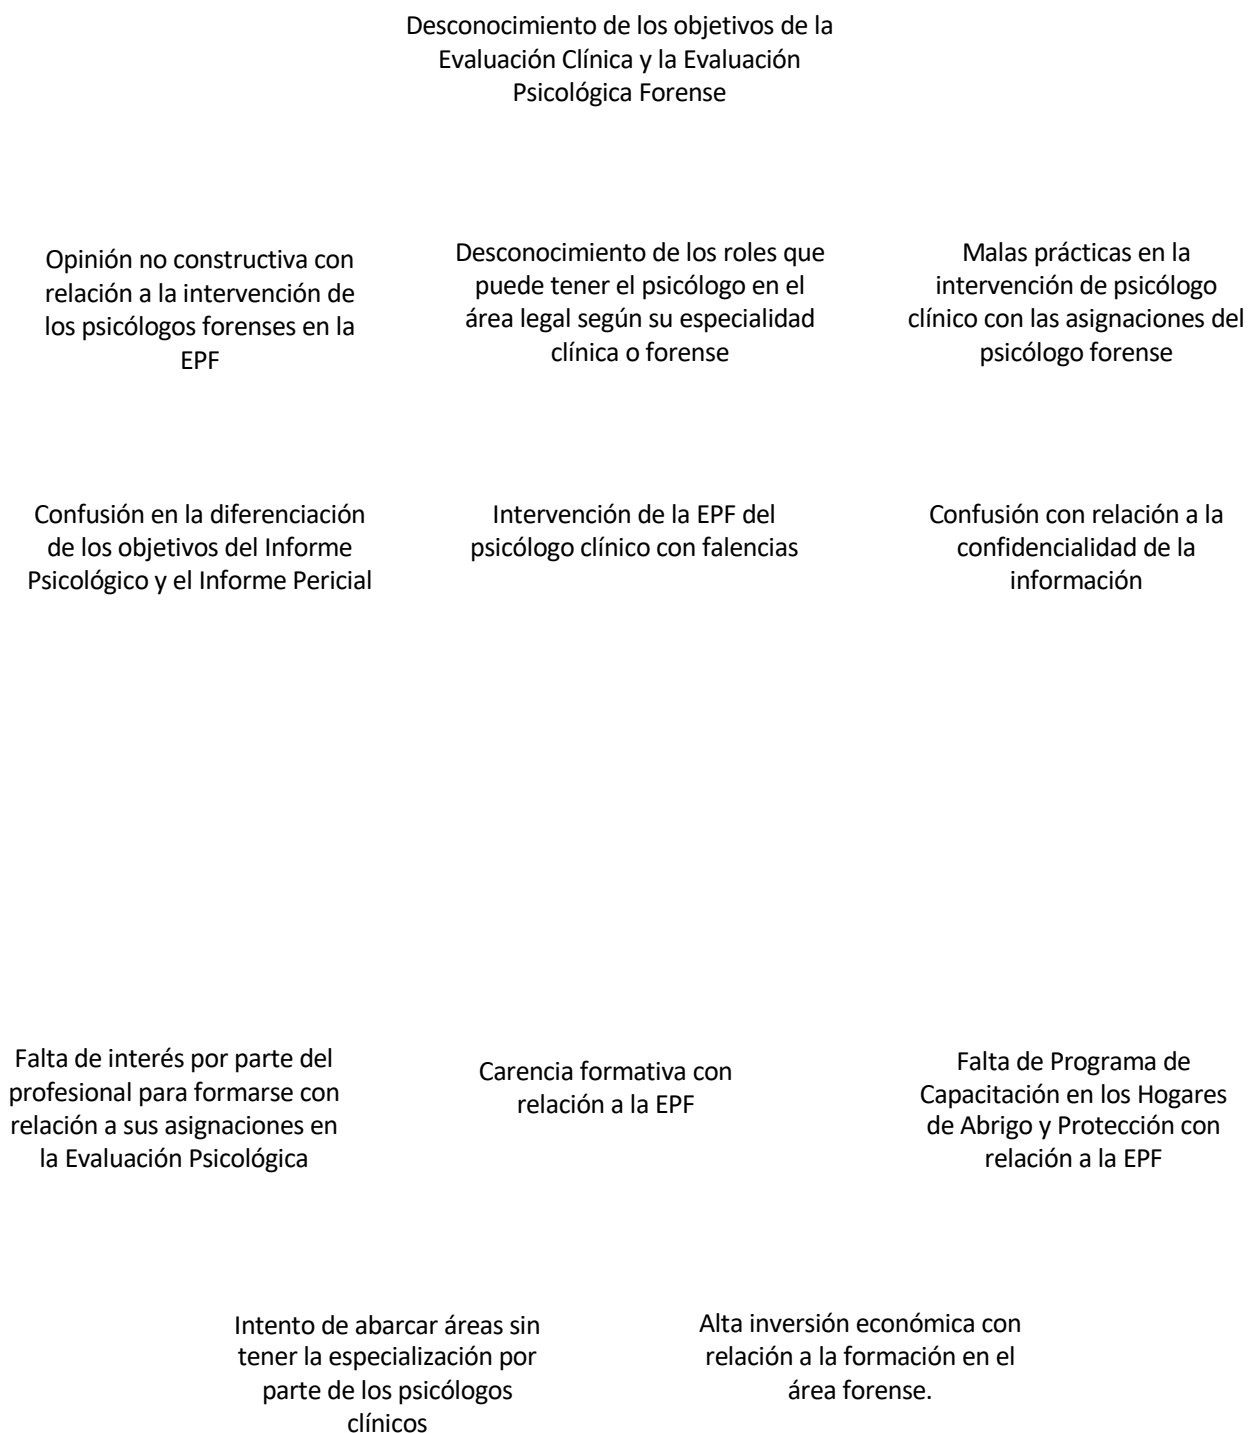 Desconocimiento de los objetivos de la
Evaluación Clínica y la Evaluación
Psicológica Forense
Opinión no constructiva con
relación a la intervención de
los psicólogos forenses en la
EPF
Desconocimiento de los roles que
puede tener el psicólogo en el
área legal según su especialidad
clínica o forense
Malas prácticas en la
intervención de psicólogo
clínico con las asignaciones del
psicólogo forense
Confusión en la diferenciación
de los objetivos del Informe
Psicológico y el Informe Pericial
Intervención de la EPF del
psicólogo clínico con falencias
Confusión con relación a la
confidencialidad de la
información
Falta de interés por parte del
profesional para formarse con
relación a sus asignaciones en
la Evaluación Psicológica
Carencia formativa con
relación a la EPF
Falta de Programa de
Capacitación en los Hogares
de Abrigo y Protección con
relación a la EPF
Intento de abarcar áreas sin
tener la especialización por
parte de los psicólogos
clínicos
Alta inversión económica con
relación a la formación en el
área forense.